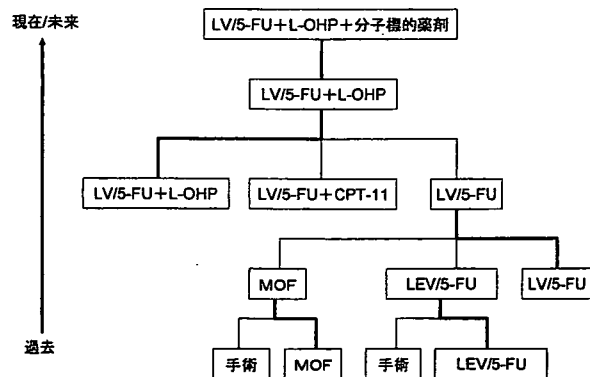 現在/未来
LV/5-FU+L-OHP+分子標的薬剤
LV/5-FU+L-OHP
LV/5-FU+L-OHP
LV/5-FU+CPT-11
LV/5-FU
MOF
LEV/5-FU
LV/5-FU
過去
手術
MOF
手術
LEV/5-FU